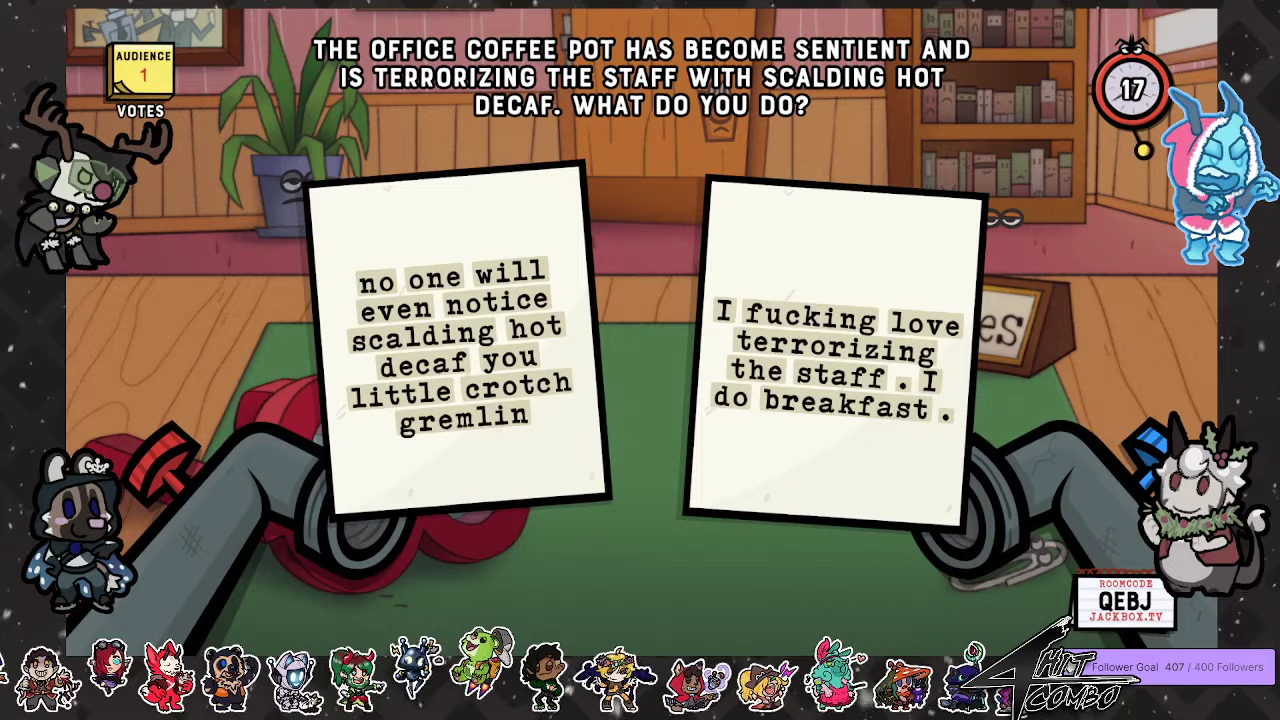 AUDIENCE
1
VOTES
THE OFFICE COFFEE POT HAS BECOME SENTIENT AND
IS TERRORIZING THE STAFF WITH SCALDING HOT
DECAF. WHAT DO YOU DO?
17
no one will
even notice
scalding hot
decaf you
little crotch
gremlin
I fucking love
terrorizing
the staff . I
do breakfast .
es
ROOMCODE
QEBJ
JACKBOX.TV
4 HIT
COMBO
Follower Goal 407 / 400 Followers